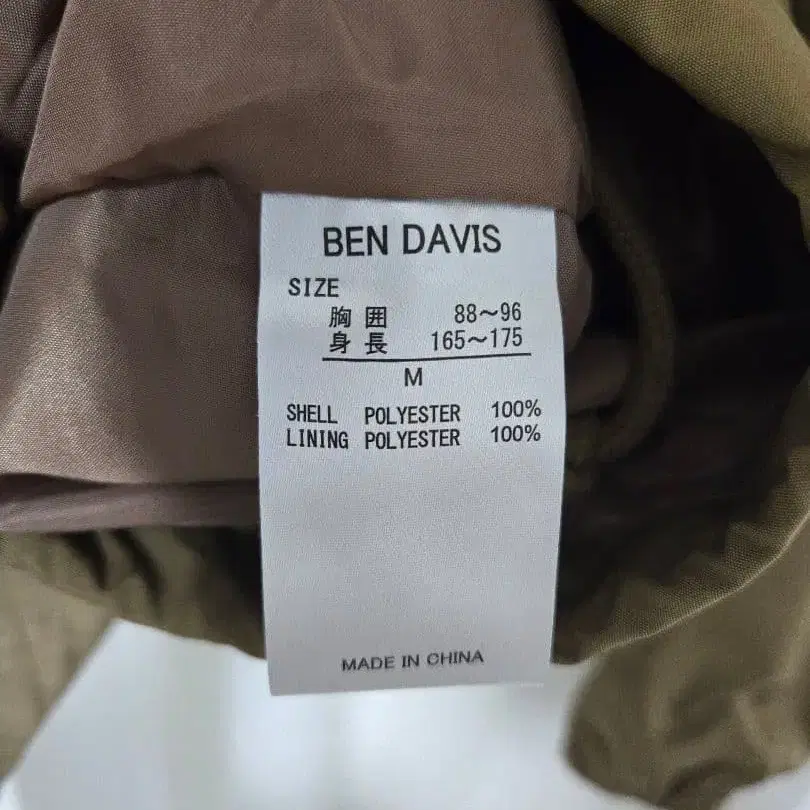 BEN DAVIS
SIZE
胸囲 88〜96
身長 165〜175
M
SHELL POLYESTER 100%
LINING POLYESTER 100%
MADE IN CHINA